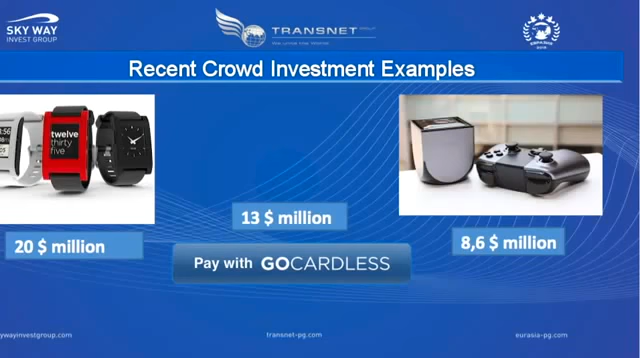 SKY WAY
INVEST GROUP
TRANSNET
Recent Crowd Investment Examples
twelve
thirty
five
13 $ million
20 $ million
8,6 $ million
Pay with GOCARDLESS
ywayinvestgroup.com
transnet-pg.com
eurasia-pg.com